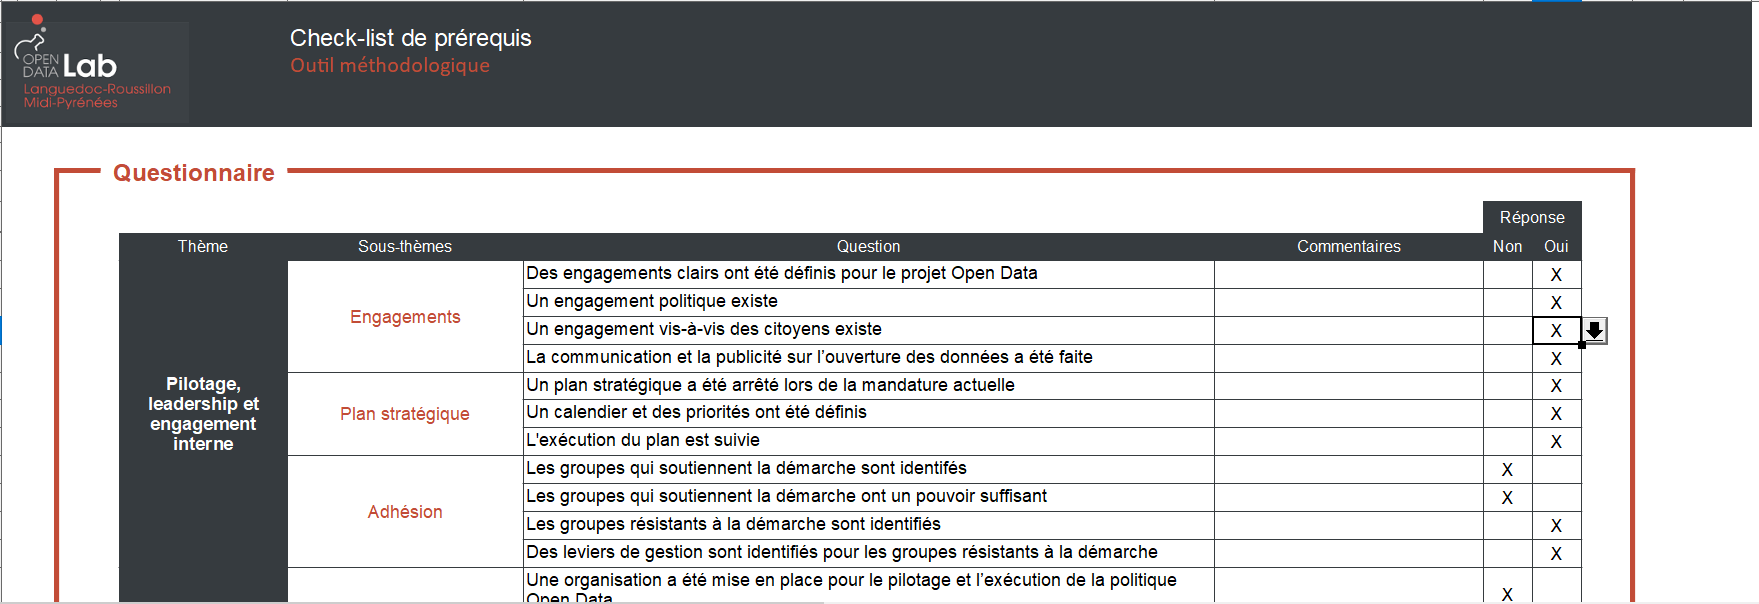 OPEN
DATA Lab
Languedoc-Roussillon
Midi-Pyrénées
Check-list de prérequis
Outil méthodologique
Questionnaire
Réponse
Thème Sous-thèmes Question Commentaires Non Oui
Pilotage,
leadership et
engagement
interne
Engagements
Des engagements clairs ont été définis pour le projet Open Data X
Un engagement politique existe X
Un engagement vis-à-vis des citoyens existe X
La communication et la publicité sur l’ouverture des données a été faite X
Plan stratégique
Un plan stratégique a été arrêté lors de la mandature actuelle X
Un calendier et des priorités ont été définis X
L'exécution du plan est suivie X
Adhésion
Les groupes qui soutiennent la démarche sont identifés X
Les groupes qui soutiennent la démarche ont un pouvoir suffisant X
Les groupes résistants à la démarche sont identifiés X
Des leviers de gestion sont identifiés pour les groupes résistants à la démarche X
Une organisation a été mise en place pour le pilotage et l’exécution de la politique
Open Data X